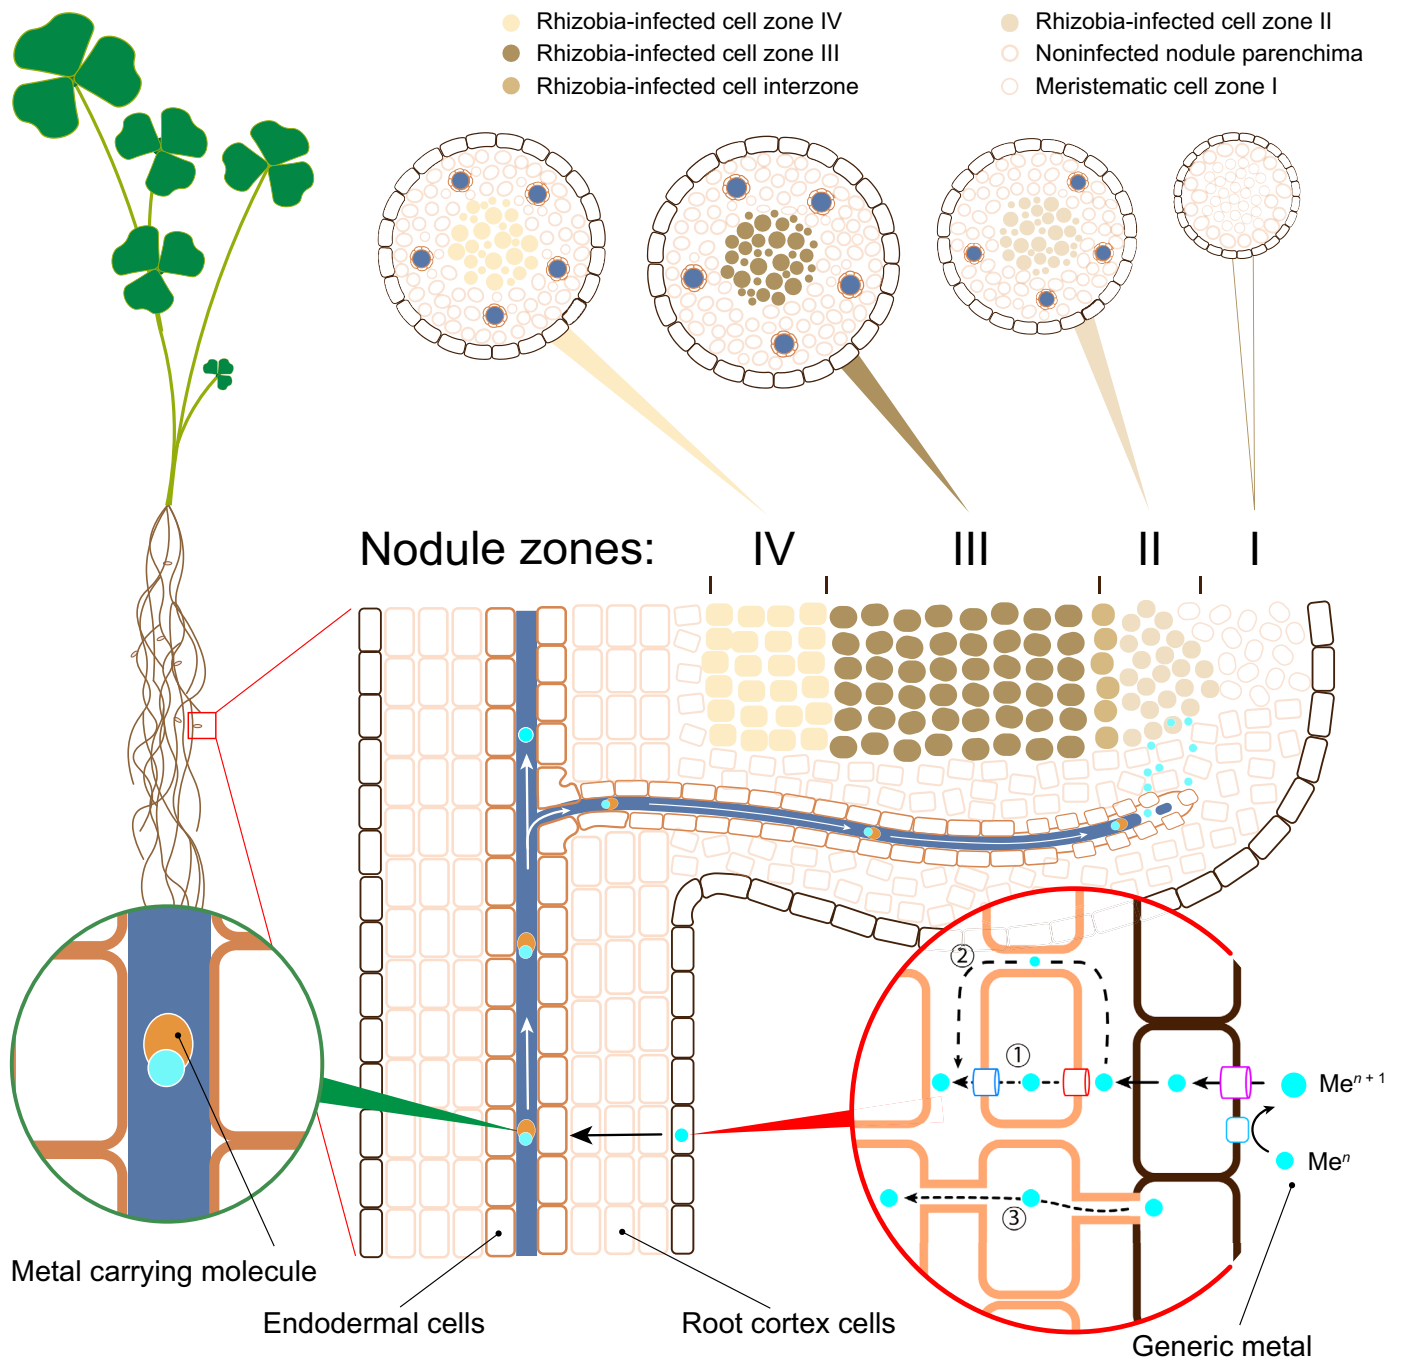 Rhizobia-infected cell zone IV
Rhizobia-infected cell zone III
Rhizobia-infected cell interzone
Rhizobia-infected cell zone II
Noninfected nodule parenchima
Meristematic cell zone I
Nodule zones:
IV
III
II
I
2
1
3
Me^n + 1
Me^n
Metal carrying molecule
Endodermal cells
Root cortex cells
Generic metal